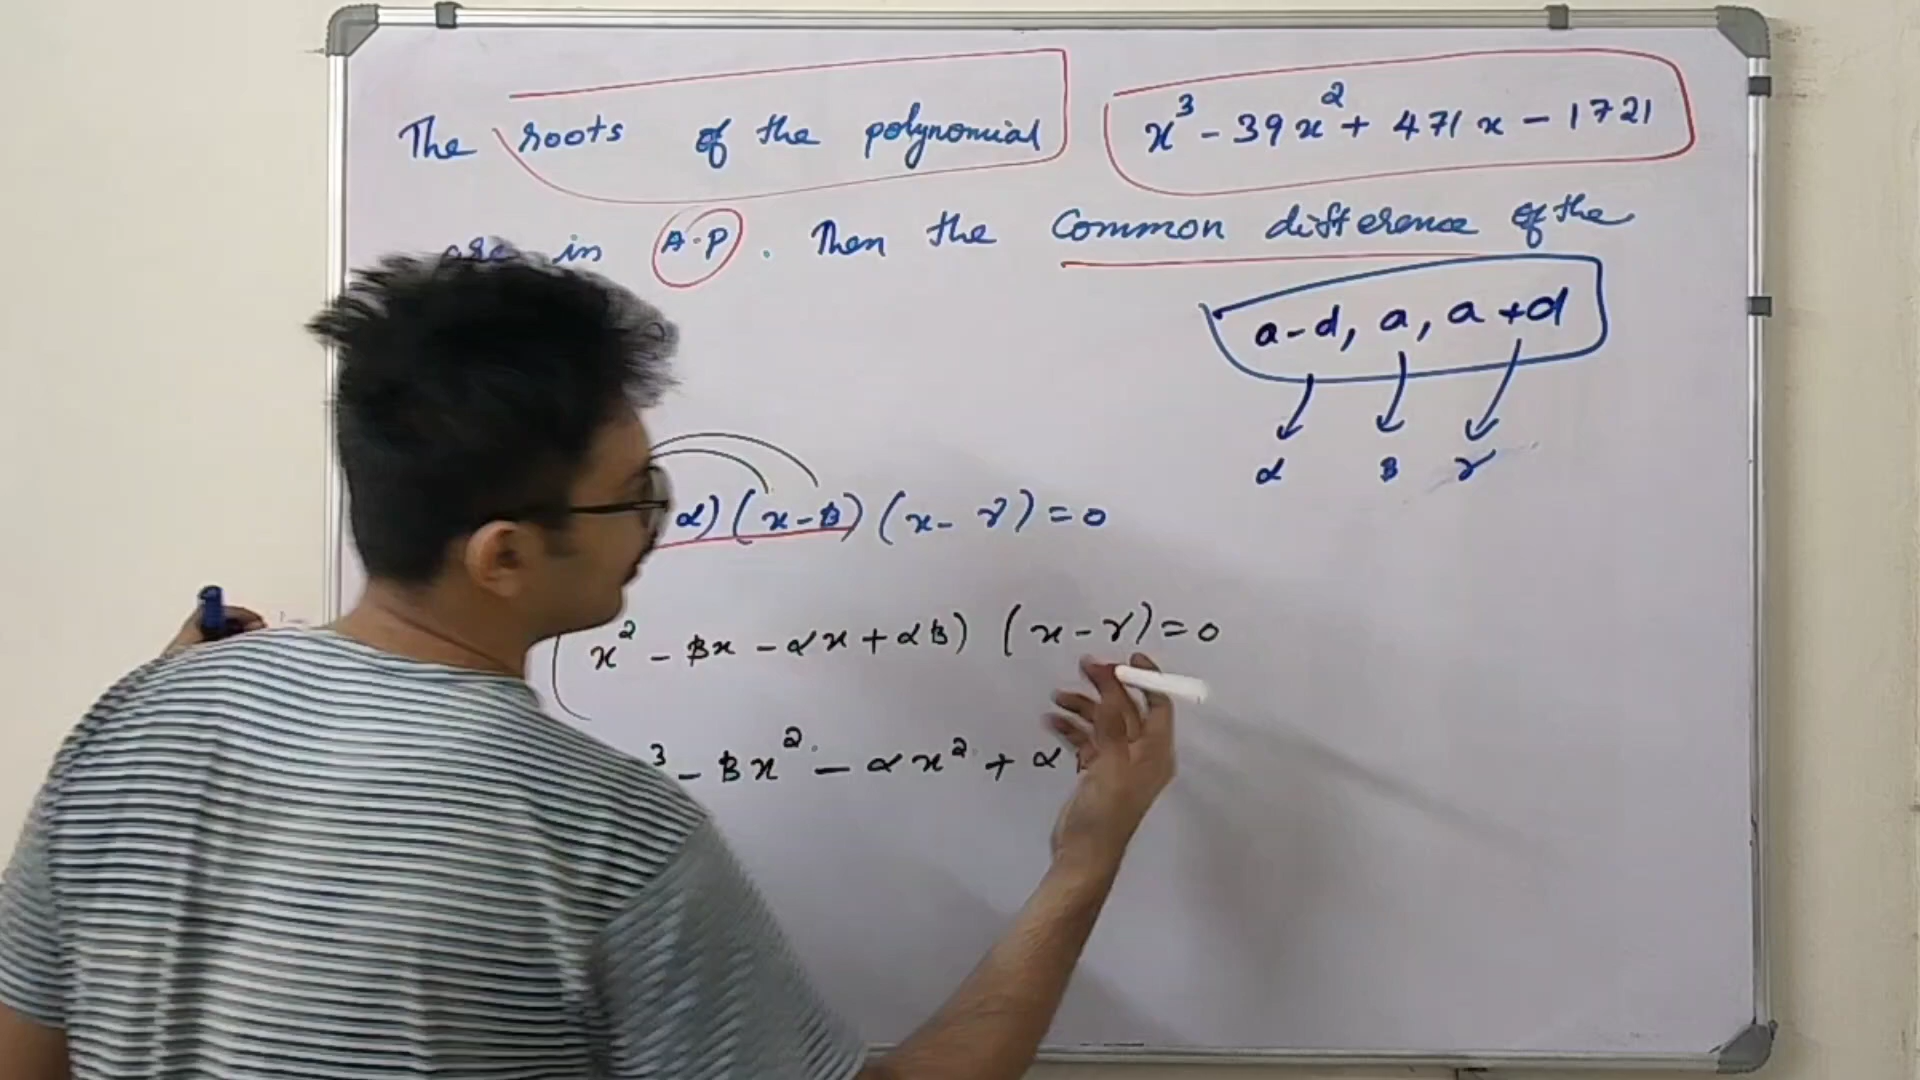 The roots of the polynomial x³ - 39x² + 471x - 1721
are in A.P. Then the Common difference of the
a-d, a, a+d
α β γ
α) (x-β) (x- γ) = 0
(x² - βx - αx + αβ) (x-γ) = 0
³ - βx² - αx² + α